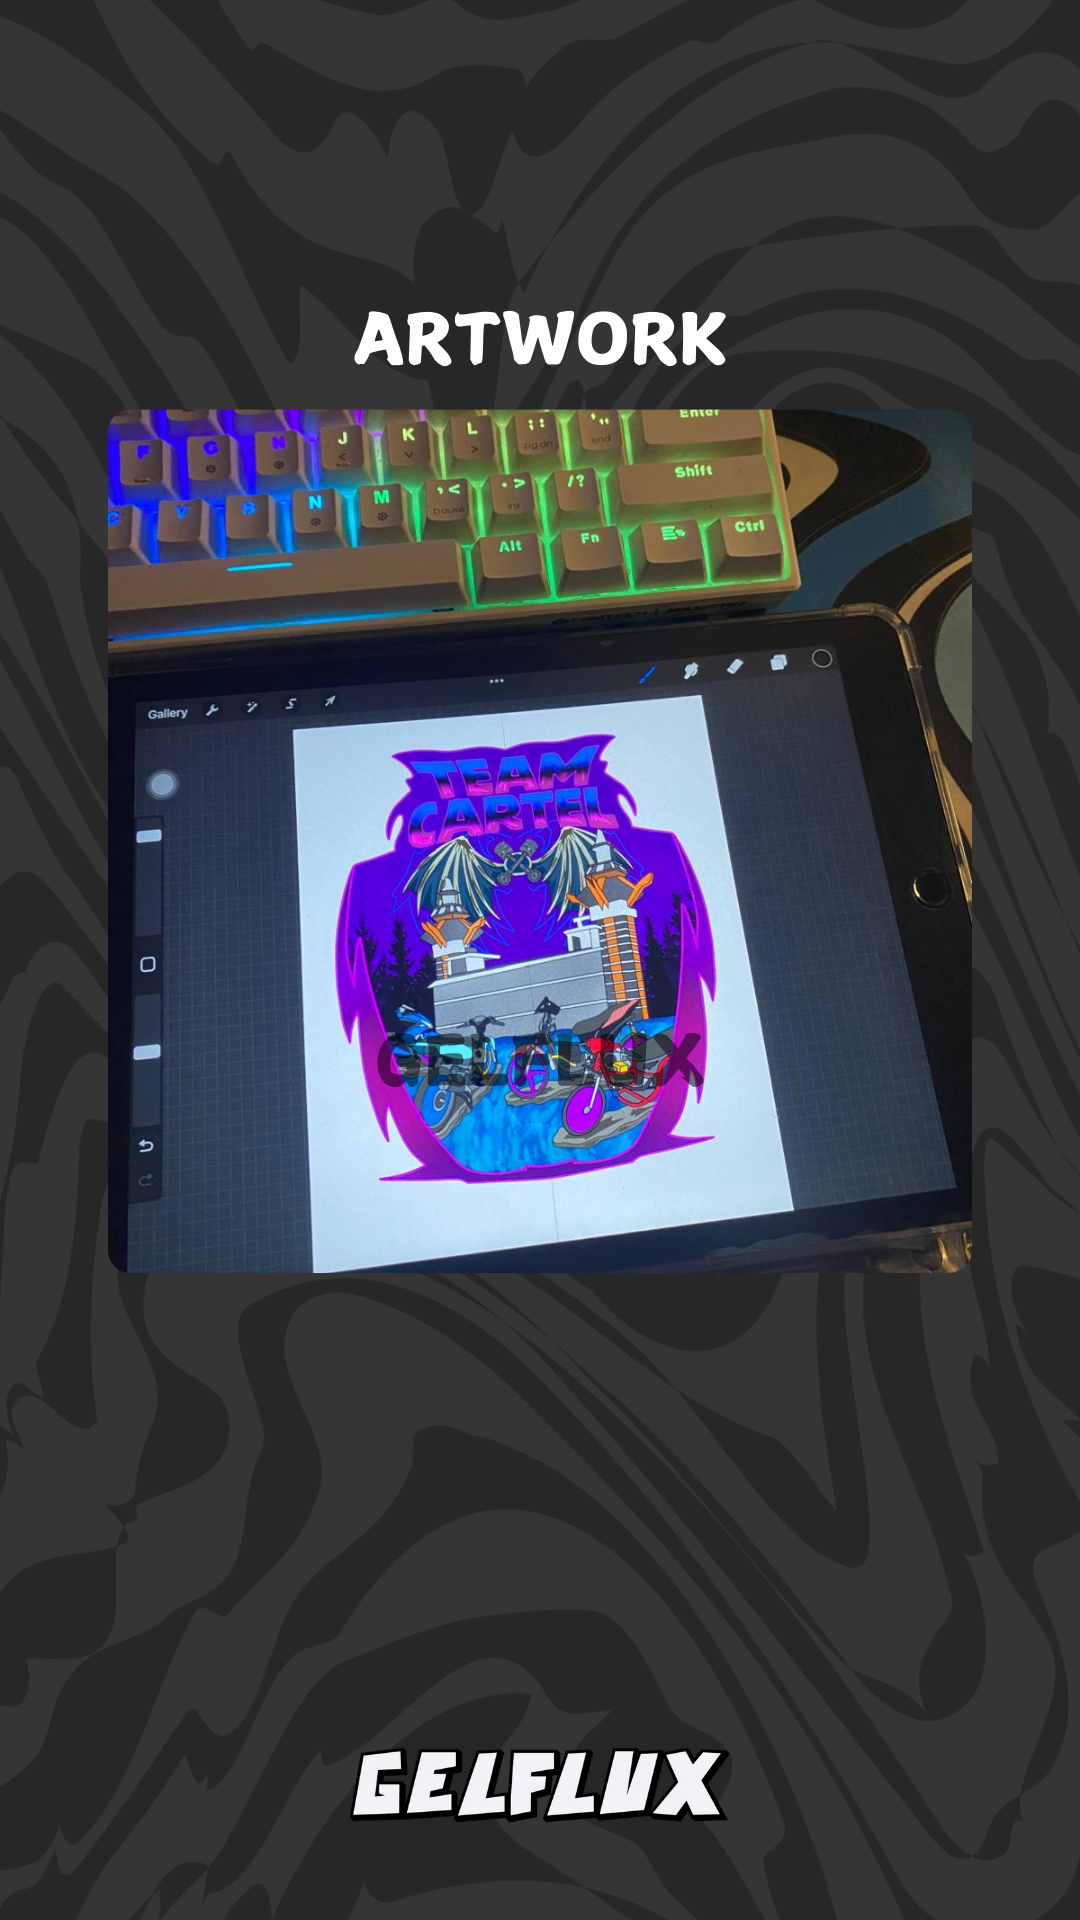 ARTWORK
Enter
F G H J K L ; : ' "
< v > pg dn end
Shift
C V B N M , < . > / ?
pause ins
Alt Fn Ctrl
Gallery
TEAM
CARTEL
GELFLUX
GELFLUX